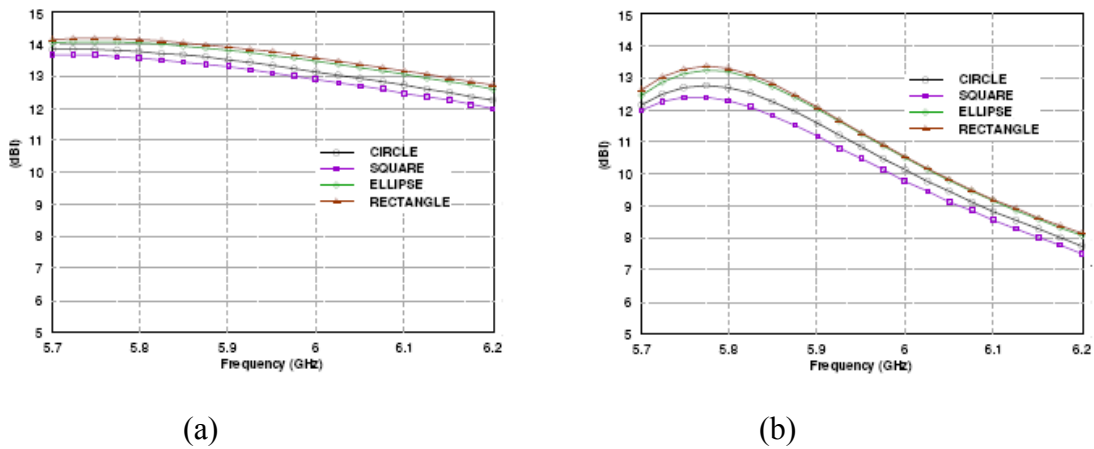 15
14
13
12
11
10
9
8
7
6
5
(dBi)
CIRCLE
SQUARE
ELLIPSE
RECTANGLE
5.7 5.8 5.9 6 6.1 6.2
Frequency (GHz)
(a)
15
14
13
12
11
10
9
8
7
6
5
(dBi)
CIRCLE
SQUARE
ELLIPSE
RECTANGLE
5.7 5.8 5.9 6 6.1 6.2
Frequency (GHz)
(b)